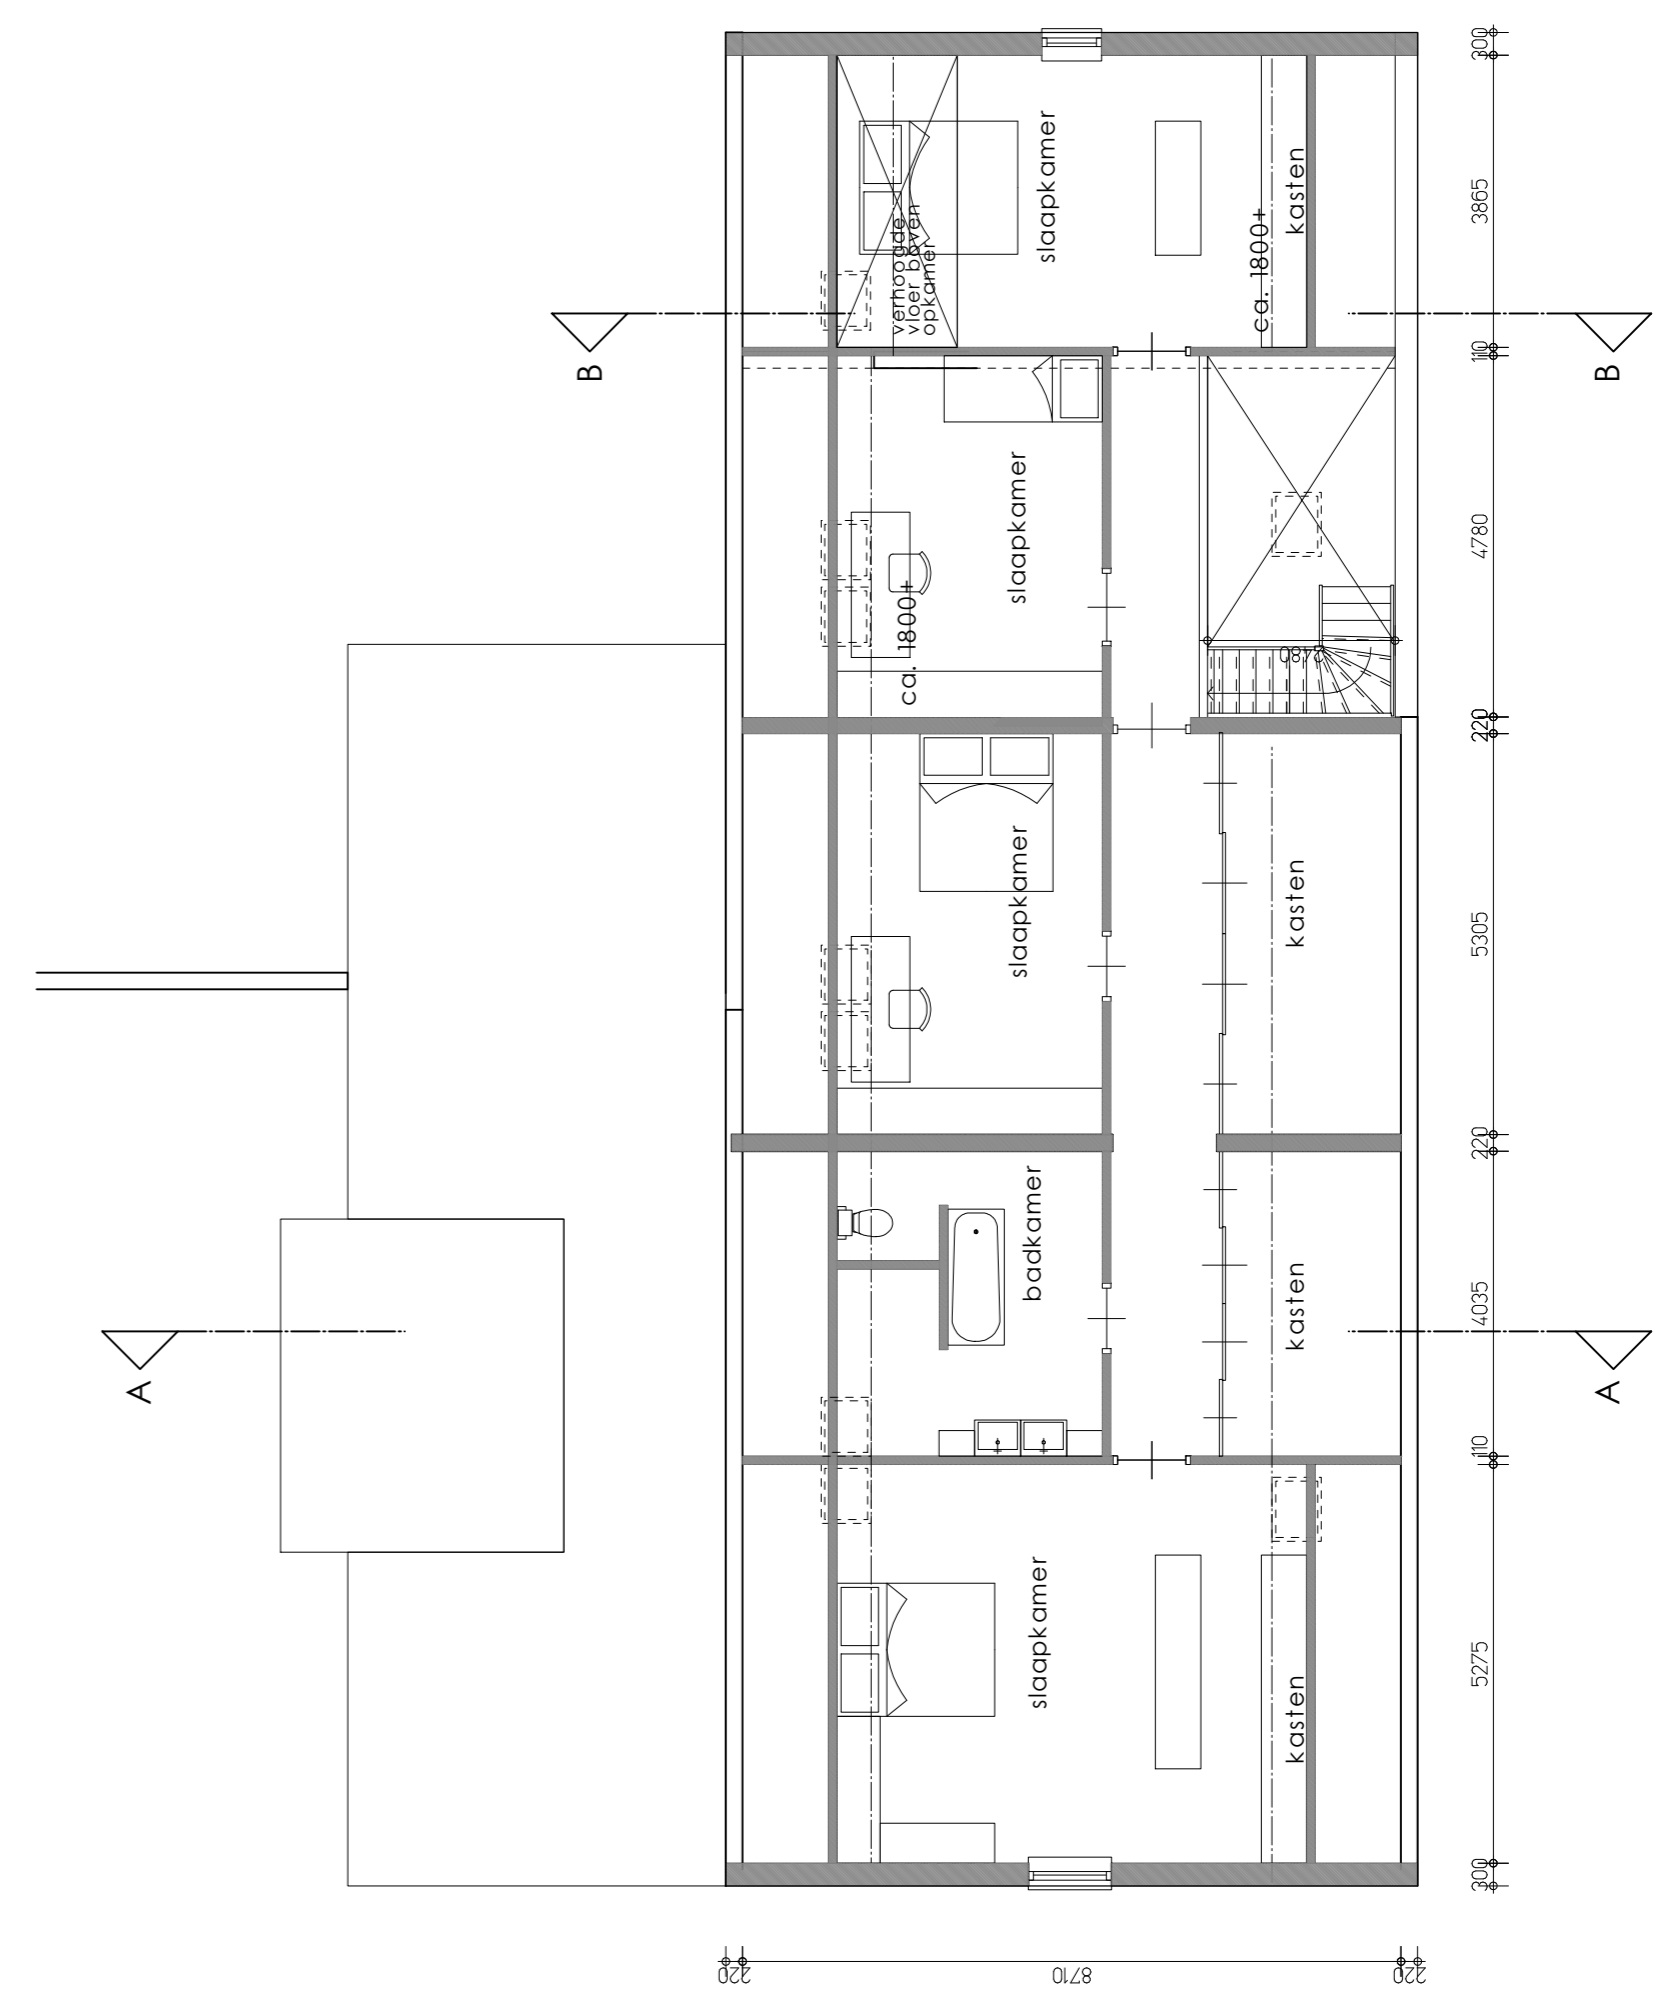 300
slaapkamer
kasten
3865
verhoogde
vloer boven
opkamer
ca. 1800+
B
B
110
slaapkamer
4780
ca. 1800+
2480
220
slaapkamer
kasten
5305
220
badkamer
kasten
4035
A
A
110
slaapkamer
kasten
5275
300
220
8710
220